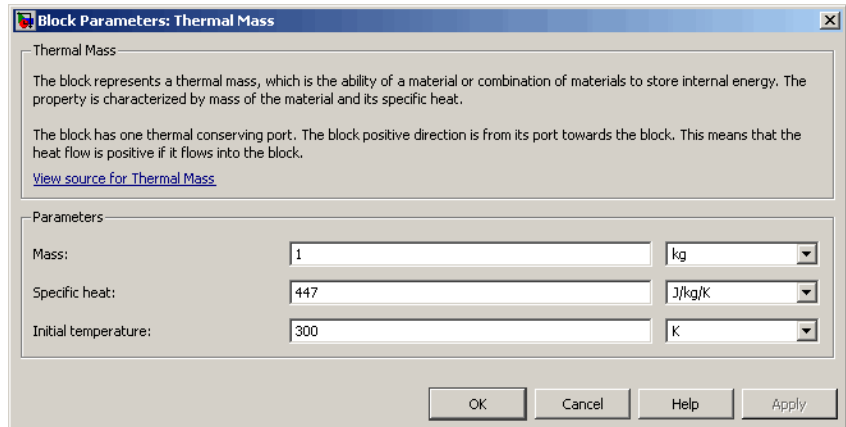 Block Parameters: Thermal Mass
Thermal Mass
The block represents a thermal mass, which is the ability of a material or combination of materials to store internal energy. The
property is characterized by mass of the material and its specific heat.
The block has one thermal conserving port. The block positive direction is from its port towards the block. This means that the
heat flow is positive if it flows into the block.
View source for Thermal Mass
Parameters
Mass: 1 kg
Specific heat: 447 J/kg/K
Initial temperature: 300 K
OK Cancel Help Apply